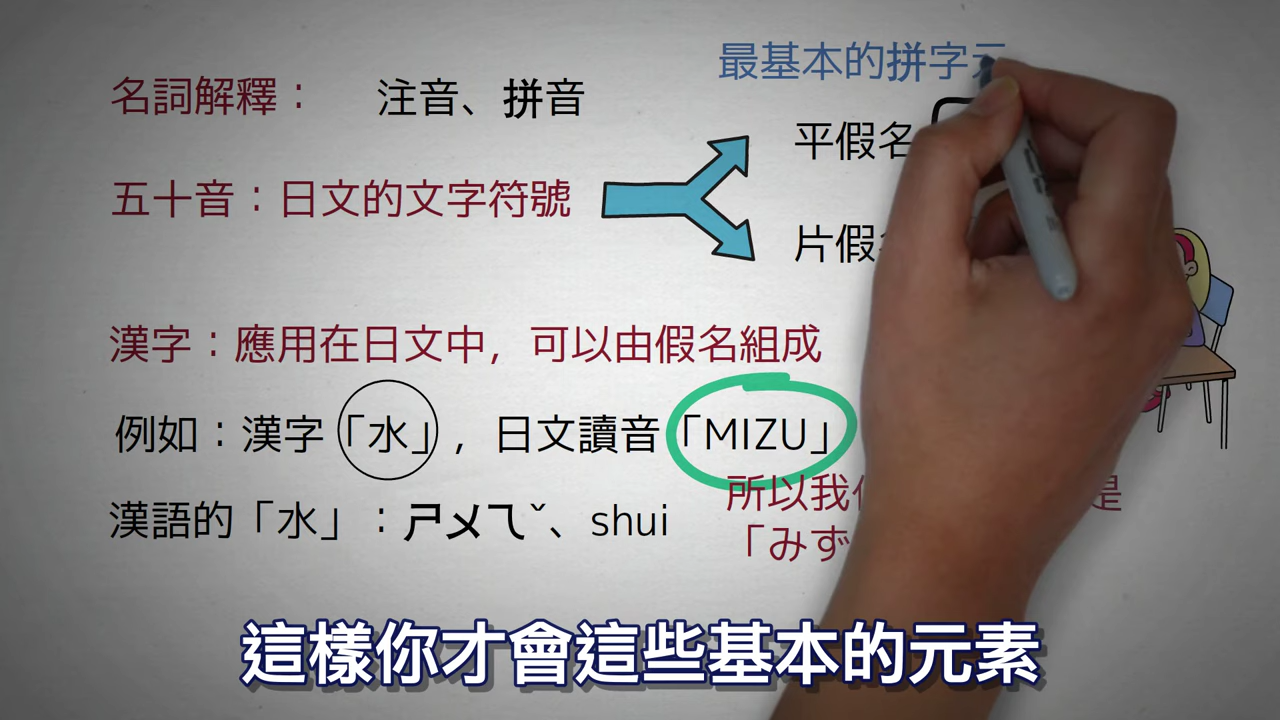 最基本的拼字元
名詞解釋： 注音、拼音
平假名
五十音：日文的文字符號
片假
漢字：應用在日文中，可以由假名組成
例如：漢字「水」，日文讀音「MIZU」
所以我 是
漢語的「水」：ㄕㄨㄟˇ、shui
「みず
這樣你才會這些基本的元素